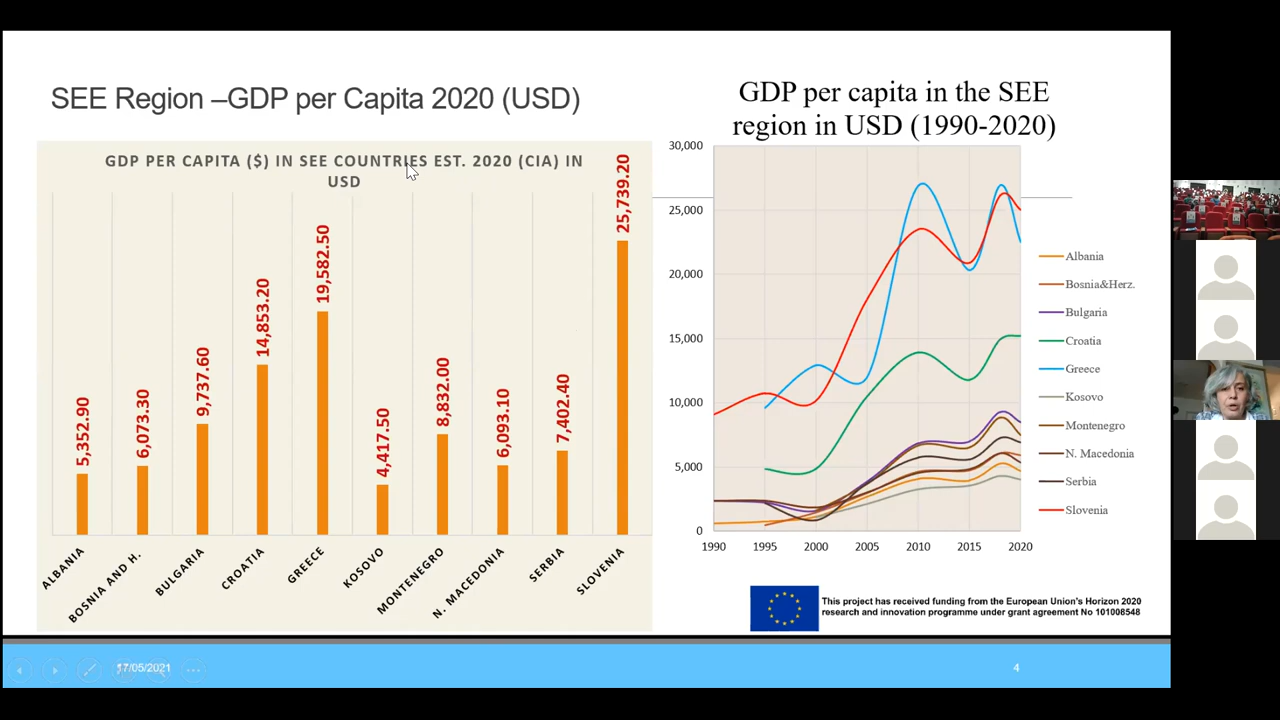 SEE Region –GDP per Capita 2020 (USD)
GDP PER CAPITA ($) IN SEE COUNTRIES EST. 2020 (CIA) IN
USD
5,352.90
6,073.30
9,737.60
14,853.20
19,582.50
4,417.50
8,832.00
6,093.10
7,402.40
25,739.20
ALBANIA
BOSNIA AND H.
BULGARIA
CROATIA
GREECE
KOSOVO
MONTENEGRO
N. MACEDONIA
SERBIA
SLOVENIA
GDP per capita in the SEE
region in USD (1990-2020)
30,000
25,000
20,000
15,000
10,000
5,000
0
1990
1995
2000
2005
2010
2015
2020
Albania
Bosnia&Herz.
Bulgaria
Croatia
Greece
Kosovo
Montenegro
N. Macedonia
Serbia
Slovenia
This project has received funding from the European Union's Horizon 2020
research and innovation programme under grant agreement No 101008548
17/05/2021
4